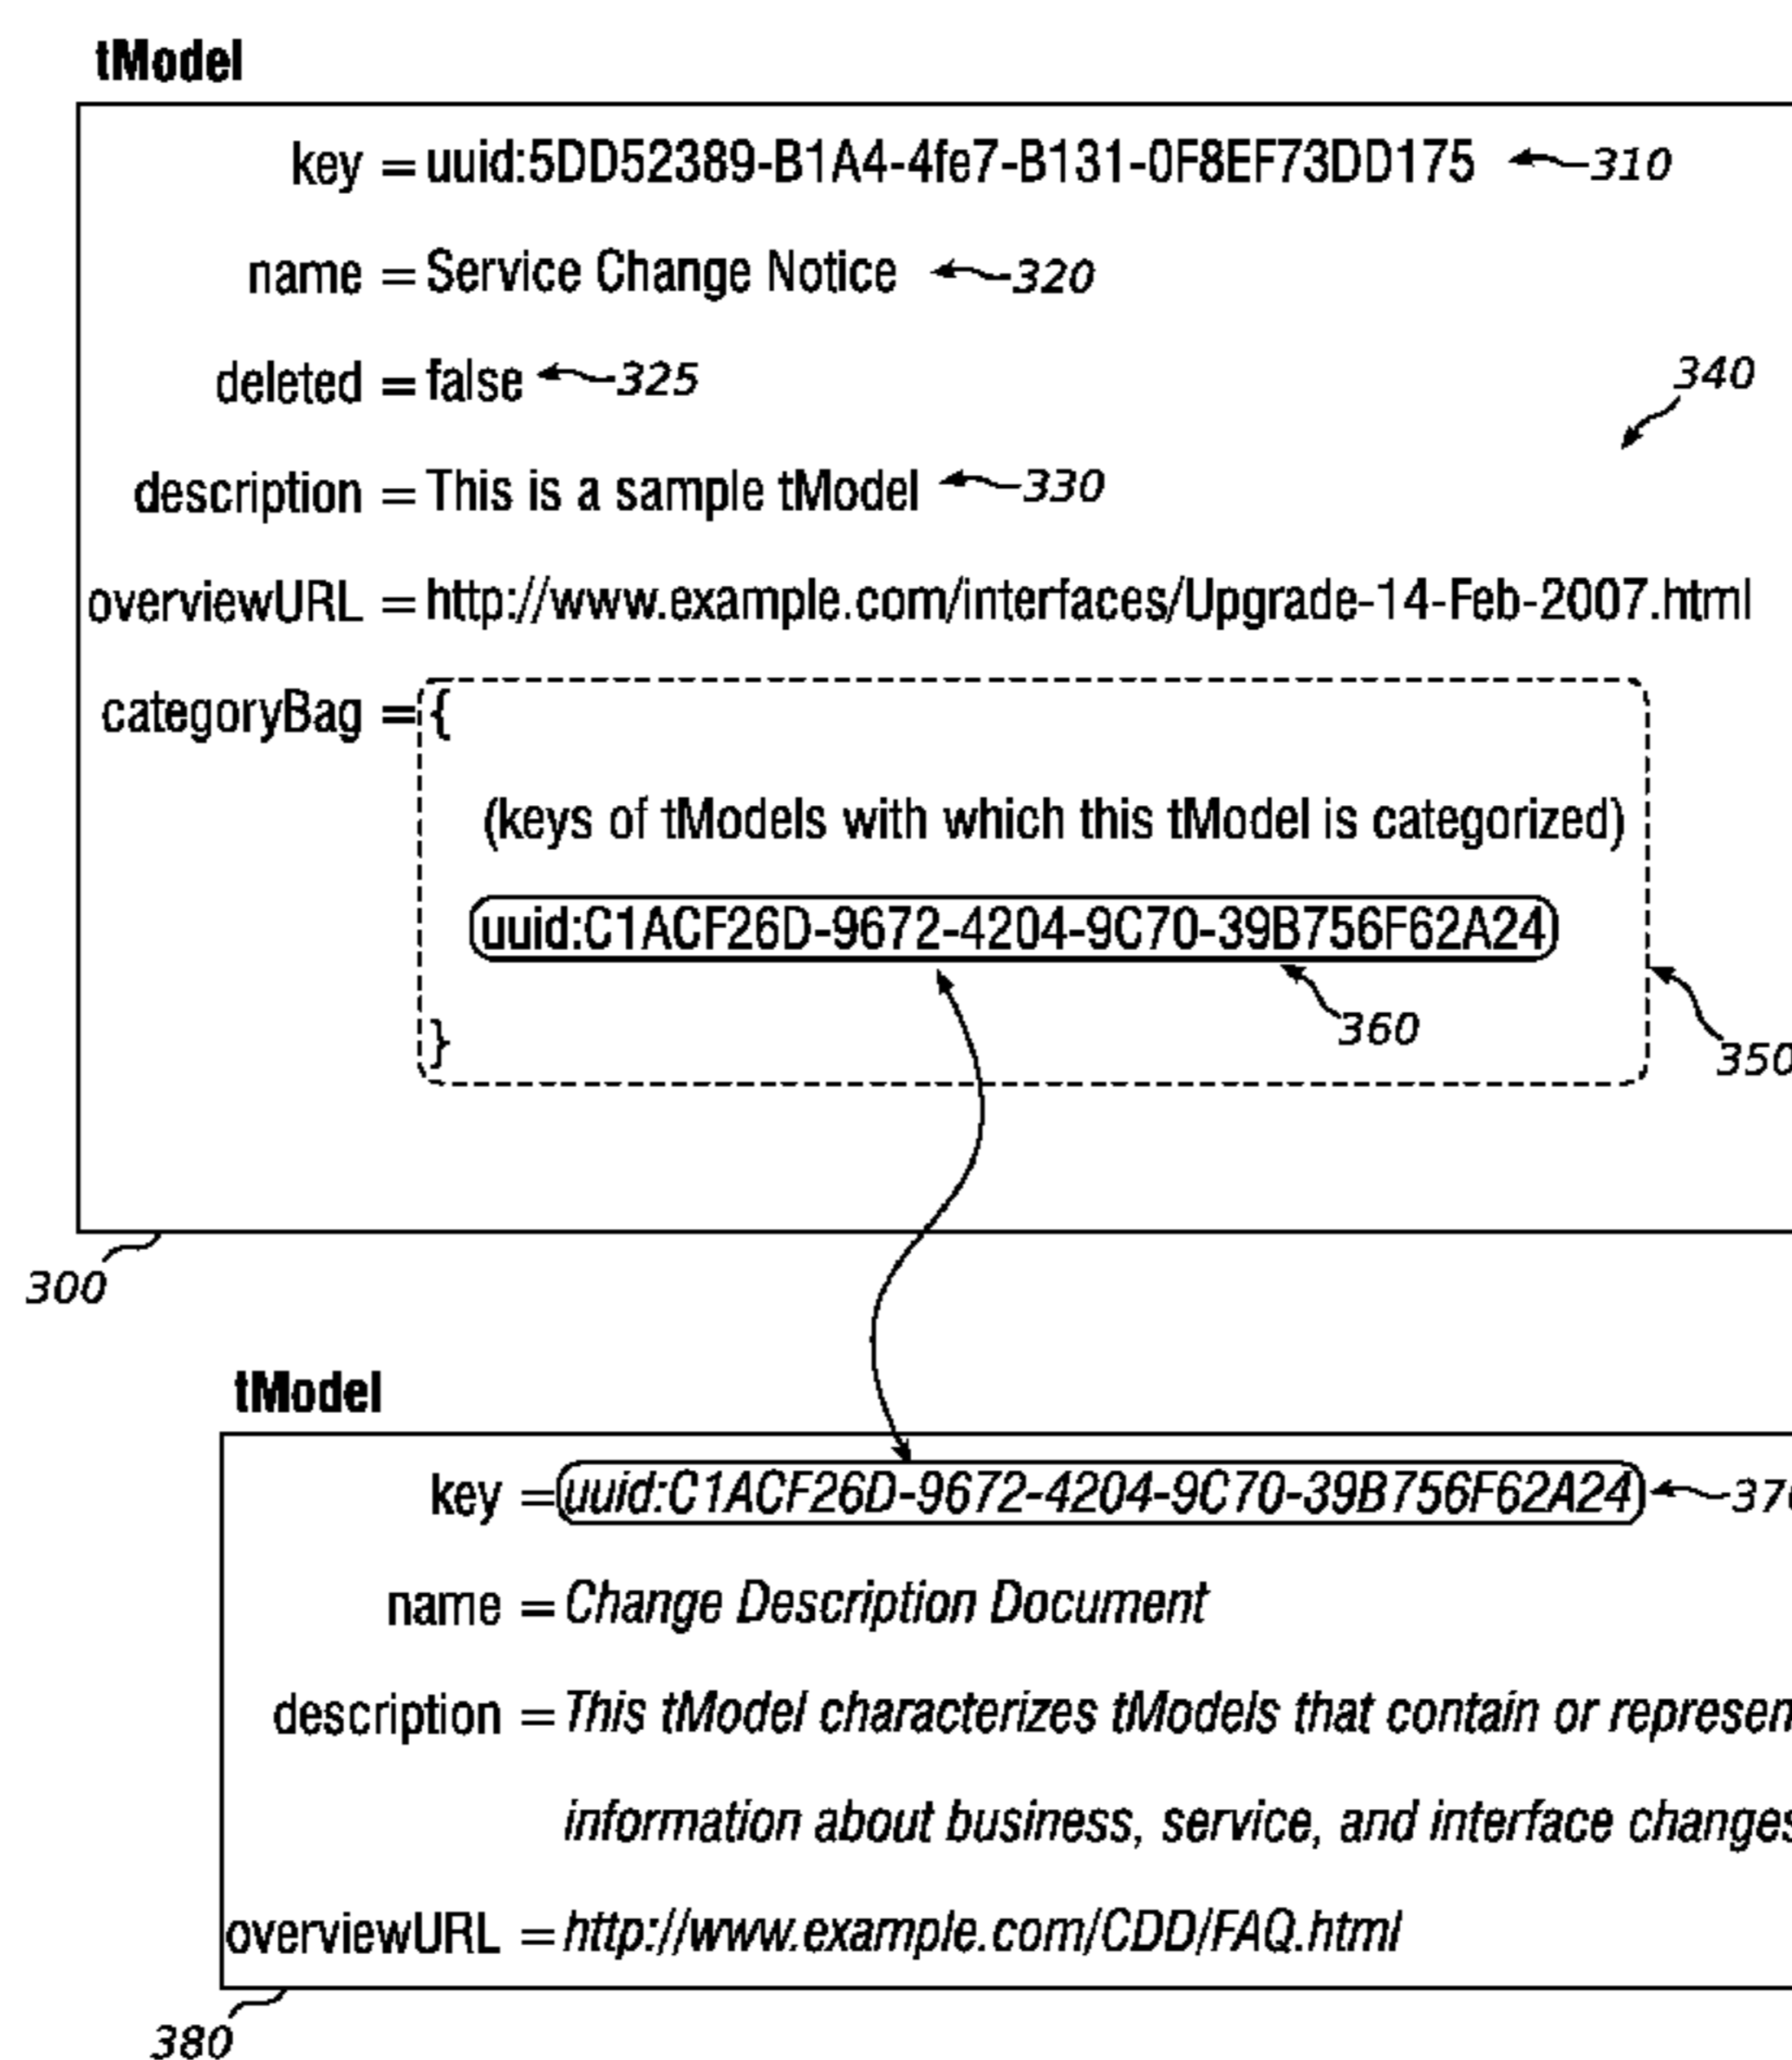 tModel
key = uuid:5DD52389-B1A4-4fe7-B131-0F8EF73DD175 310
name = Service Change Notice 320
deleted = false 325
340
description = This is a sample tModel 330
overviewURL = http://www.example.com/interfaces/Upgrade-14-Feb-2007.html
categoryBag = {
(keys of tModels with which this tModel is categorized)
uuid:C1ACF26D-9672-4204-9C70-39B756F62A24
360
}
350
300
tModel
key = uuid:C1ACF26D-9672-4204-9C70-39B756F62A24 370
name = Change Description Document
description = This tModel characterizes tModels that contain or represen
information about business, service, and interface changes
overviewURL = http://www.example.com/CDD/FAQ.html
380